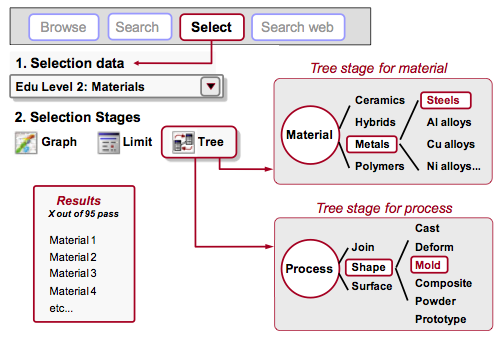 Browse Search Select Search web
1. Selection data
Edu Level 2: Materials
2. Selection Stages
Graph Limit Tree
Results
X out of 95 pass
Material 1
Material 2
Material 3
Material 4
etc...
Tree stage for material
Material
Ceramics
Hybrids
Metals
Polymers
Steels
Al alloys
Cu alloys
Ni alloys...
Tree stage for process
Process
Join
Shape
Surface
Cast
Deform
Mold
Composite
Powder
Prototype